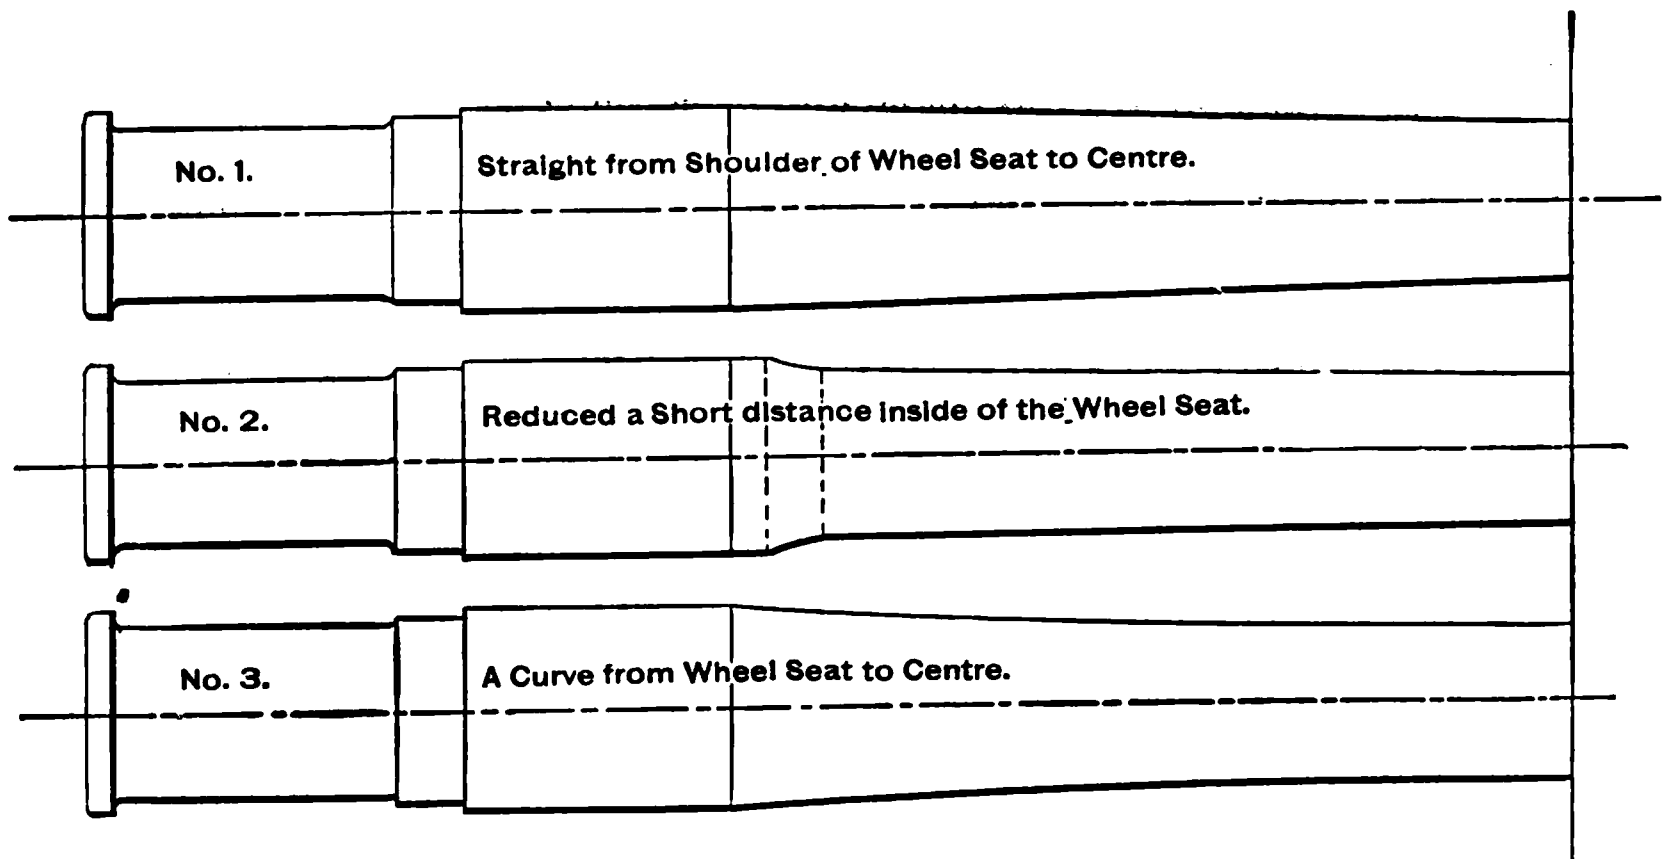 No. 1.
Straight from Shoulder of Wheel Seat to Centre.
No. 2.
Reduced a Short distance inside of the Wheel Seat.
No. 3.
A Curve from Wheel Seat to Centre.